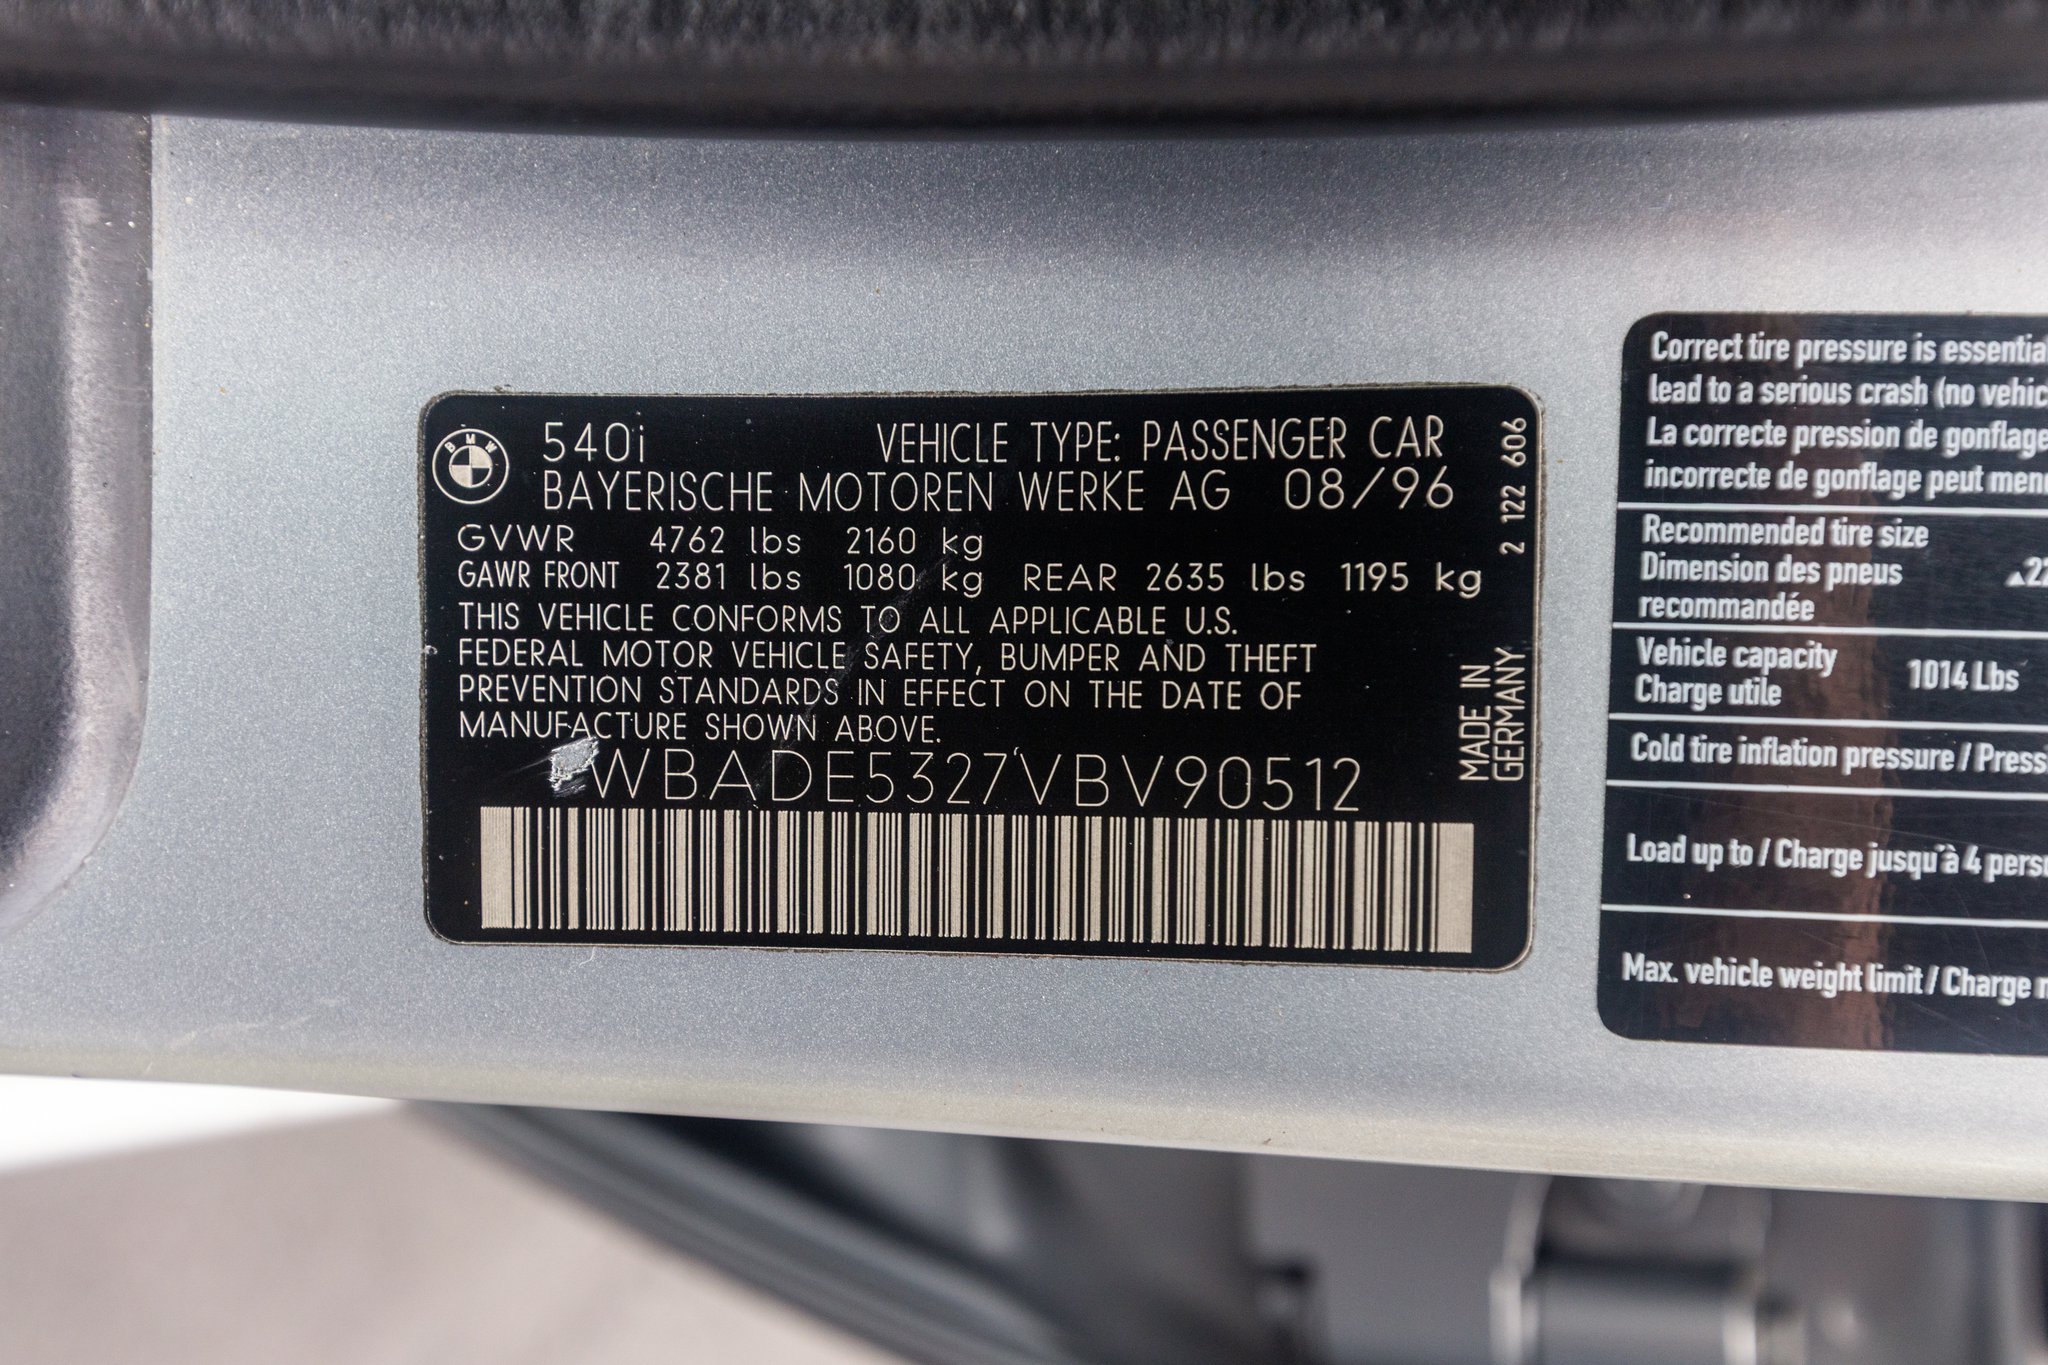 BMW
540i VEHICLE TYPE: PASSENGER CAR
BAYERISCHE MOTOREN WERKE AG 08/96
GVWR 4762 lbs 2160 kg
GAWR FRONT 2381 lbs 1080 kg REAR 2635 lbs 1195 kg
THIS VEHICLE CONFORMS TO ALL APPLICABLE U.S.
FEDERAL MOTOR VEHICLE SAFETY, BUMPER AND THEFT
PREVENTION STANDARDS IN EFFECT ON THE DATE OF
MANUFACTURE SHOWN ABOVE.
WBADE5327VBV90512
2 122 606
MADE IN
GERMANY
Correct tire pressure is essentia
lead to a serious crash (no vehic
La correcte pression de gonflage
incorrecte de gonflage peut men
Recommended tire size
Dimension des pneus ▲22
recommandée
Vehicle capacity
Charge utile 1014 Lbs
Cold tire inflation pressure / Press
Load up to / Charge jusqu'à 4 pers
Max. vehicle weight limit / Charge